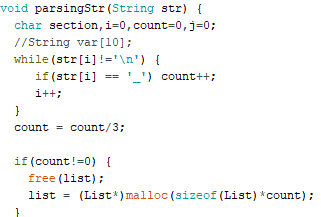 void parsingStr(String str) {
  char section,i=0,count=0,j=0;
  //String var[10];
  while(str[i]!='\n') {
     if(str[i] == '_') count++;
     i++;
  }
  count = count/3;

  if(count!=0) {
    free(list);
    list = (List*)malloc(sizeof(List)*count);
  }